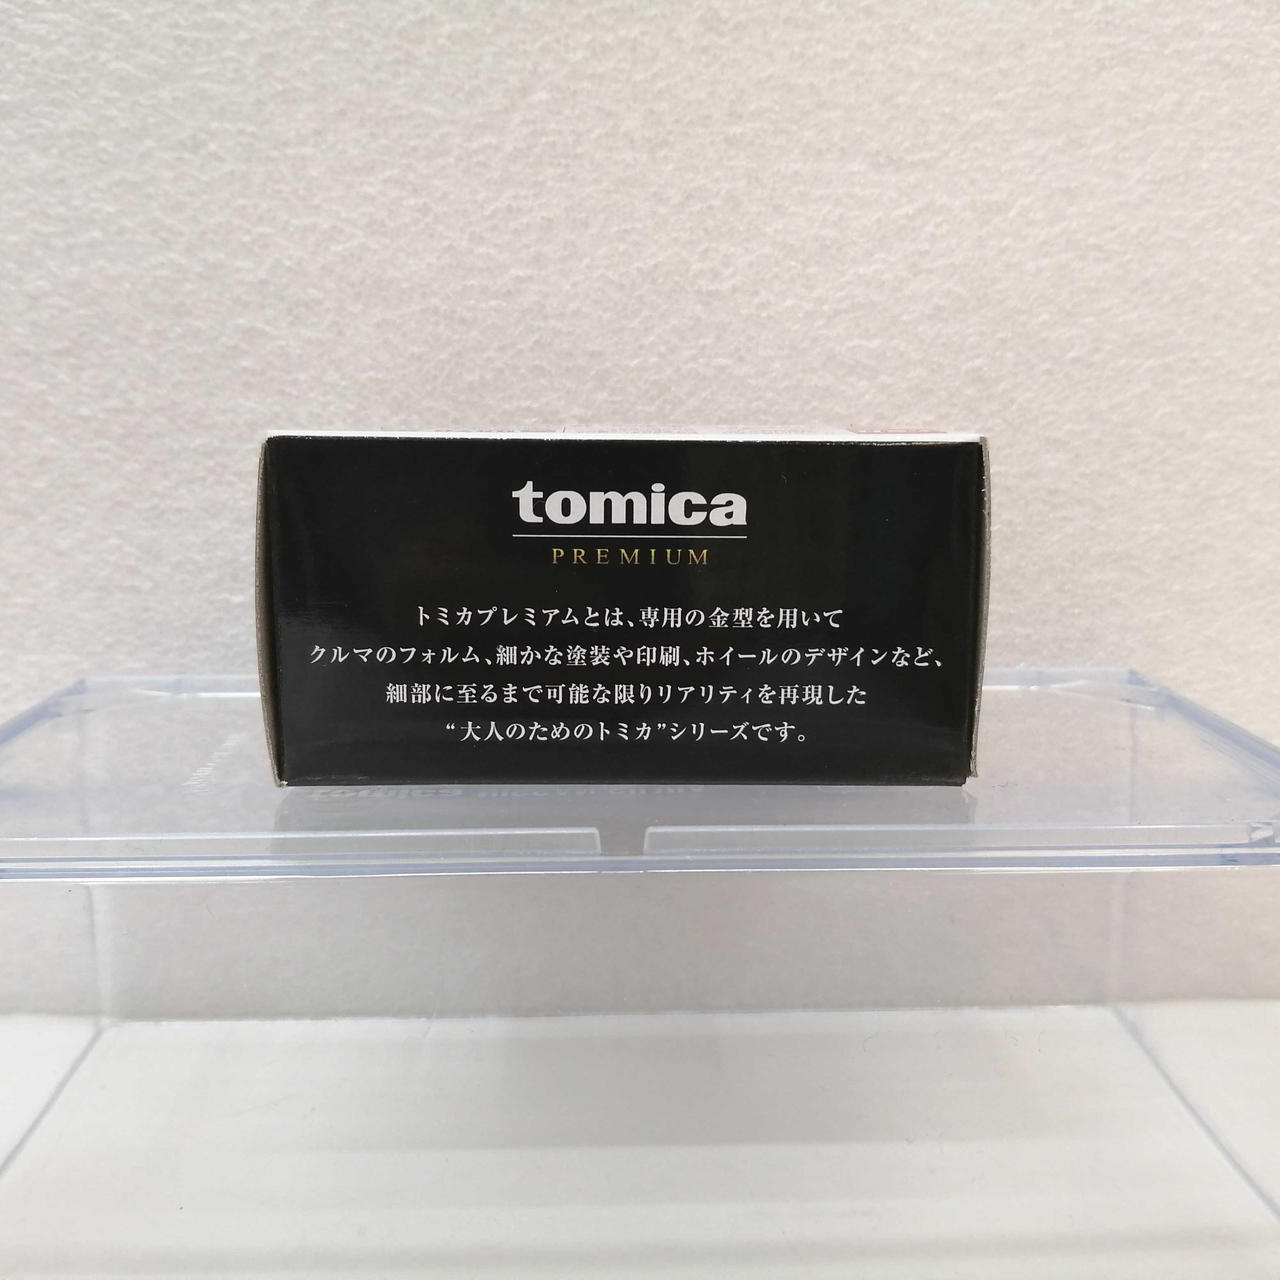 tomica
PREMIUM
トミカプレミアムとは、専用の金型を用いて
クルマのフォルム、細かな塗装や印刷、ホイールのデザインなど、
細部に至るまで可能な限りリアリティを再現した
“大人のためのトミカ”シリーズです。